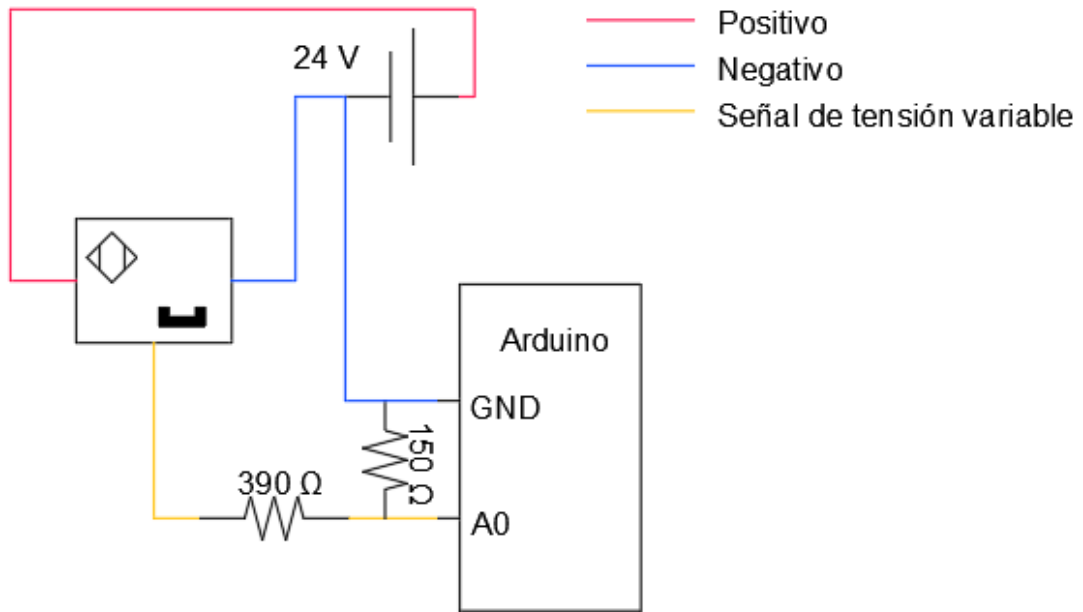 24 V
Positivo
Negativo
Señal de tensión variable
Arduino
GND
150 Ω
390 Ω
A0